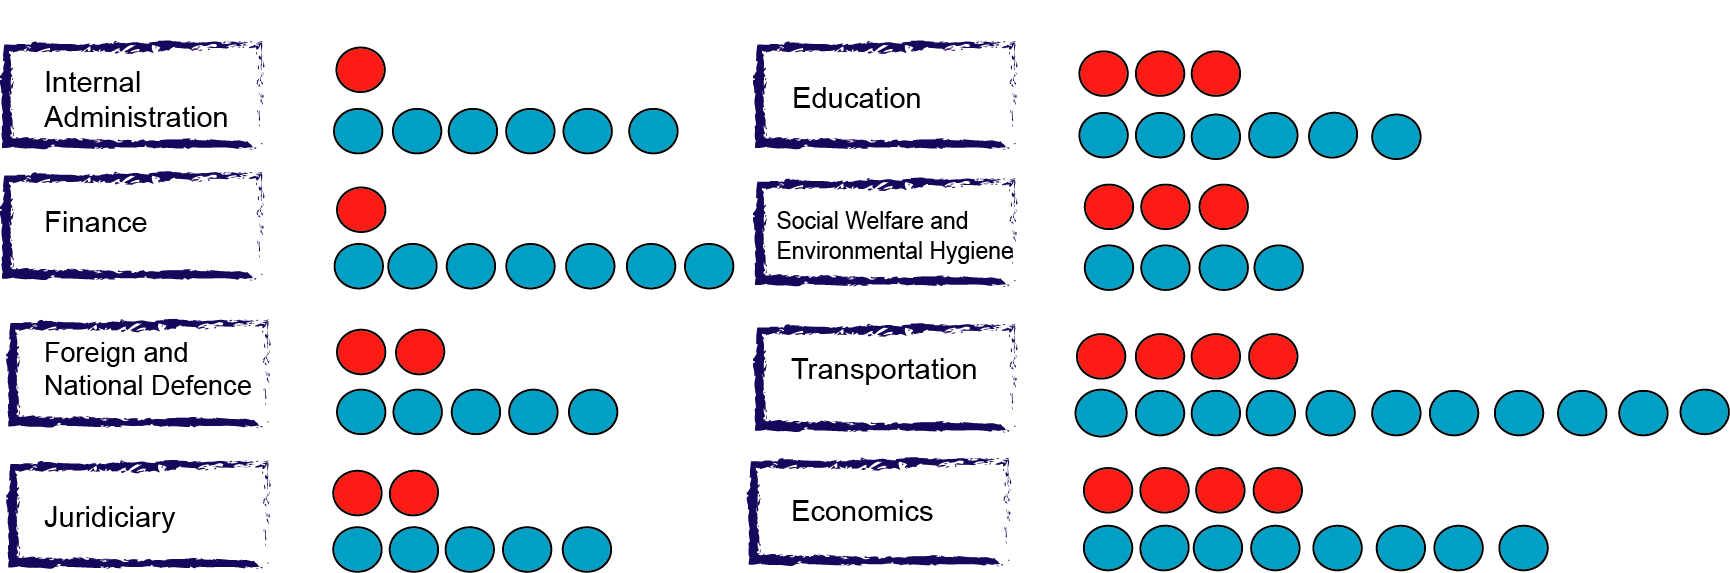 Internal
Administration
Finance
Foreign and
National Defence
Juridiciary
Education
Social Welfare and
Environmental Hygiene
Transportation
Economics